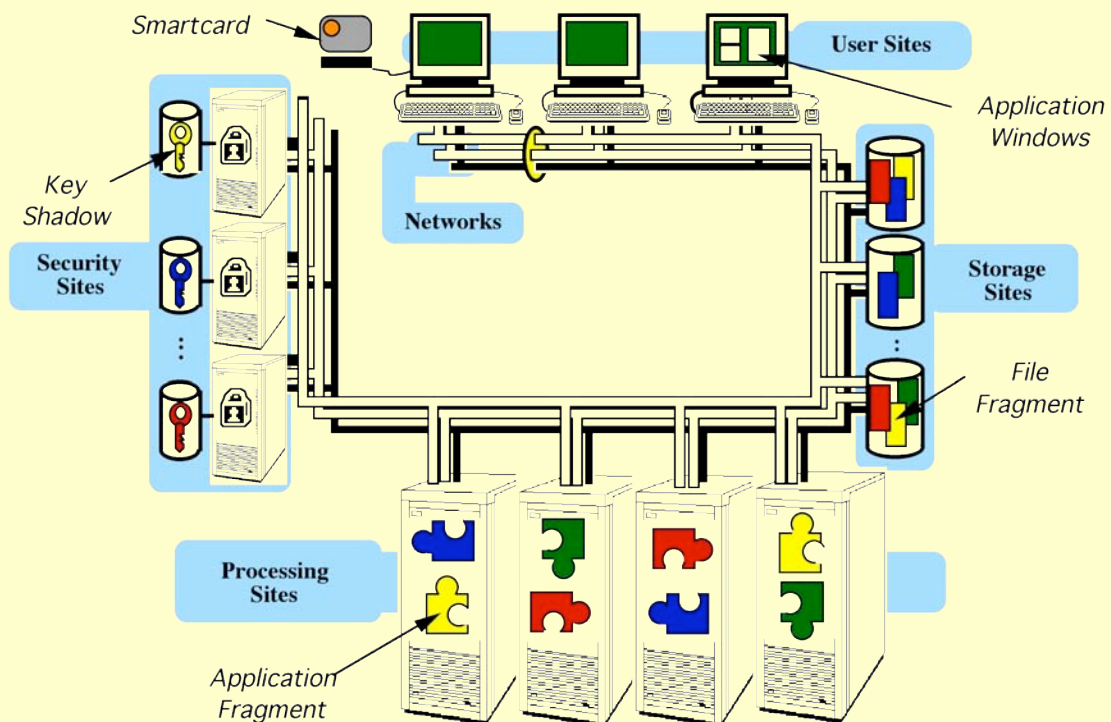 Smartcard
User Sites
Application
Windows
Key
Shadow
Networks
Security
Sites
Storage
Sites
...
:
File
Fragment
Processing
Sites
Application
Fragment